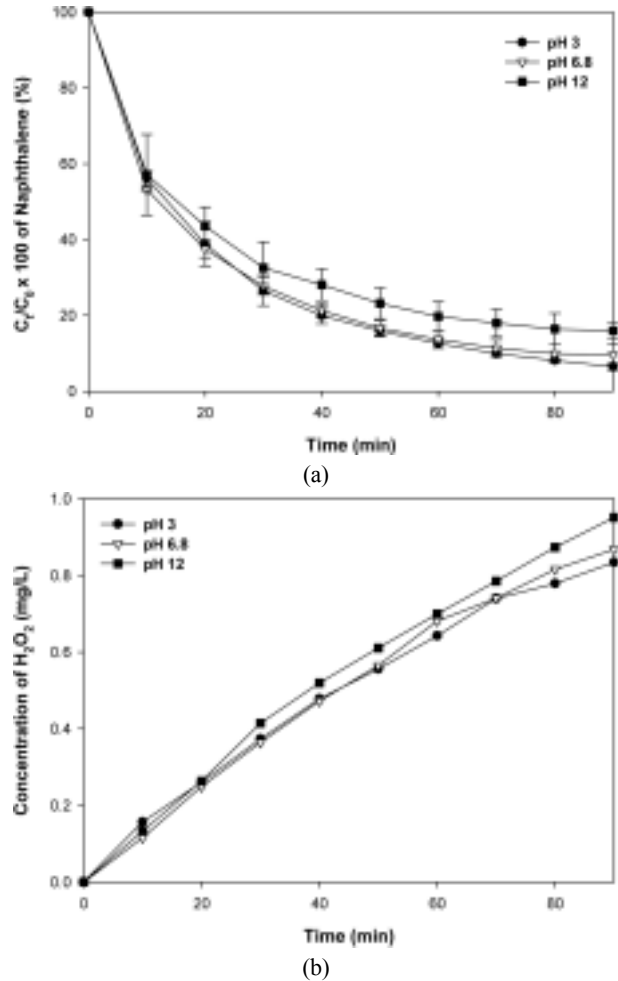 100
80
60
40
20
0
C_f/C_0 x 100 of Naphthalene (%)
pH 3
pH 6.8
pH 12
0 20 40 60 80
Time (min)
(a)
1.0
0.8
0.6
0.4
0.2
0.0
Concentration of H₂O₂ (mg/L)
pH 3
pH 6.8
pH 12
0 20 40 60 80
Time (min)
(b)